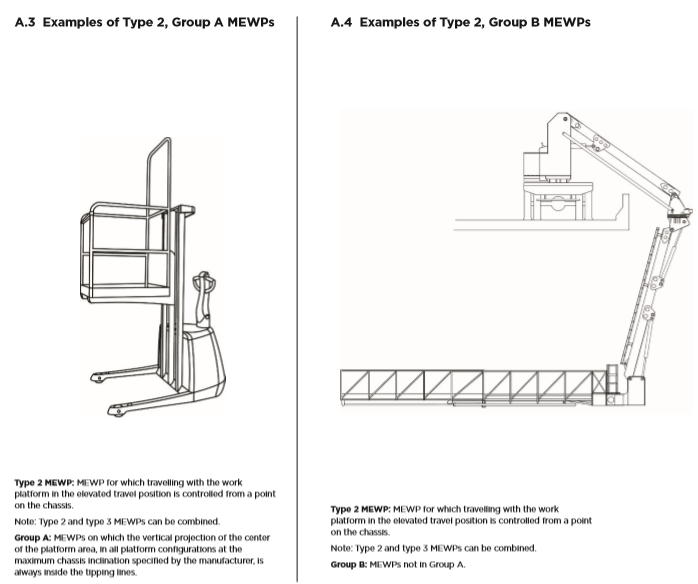 A.3 Examples of Type 2, Group A MEWPs
Type 2 MEWP: MEWP for which travelling with the work
platform in the elevated travel position is controlled from a point
on the chassis.
Note: Type 2 and type 3 MEWPs can be combined.
Group A: MEWPs on which the vertical projection of the center
of the platform area, in all platform configurations at the
maximum chassis inclination specified by the manufacturer, is
always inside the tipping lines.
A.4 Examples of Type 2, Group B MEWPs
Type 2 MEWP: MEWP for which travelling with the work
platform in the elevated travel position is controlled from a point
on the chassis.
Note: Type 2 and type 3 MEWPs can be combined.
Group B: MEWPs not in Group A.